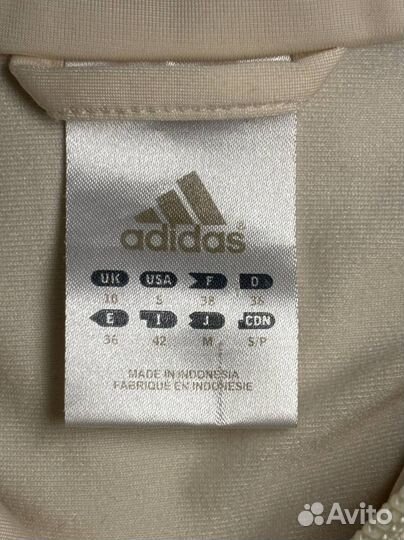 adidas
UK USA F D
10 S 38 36
E I J CDN
36 42 M S/P
MADE IN INDONESIA
FABRIQUE EN INDONESIE
Avito